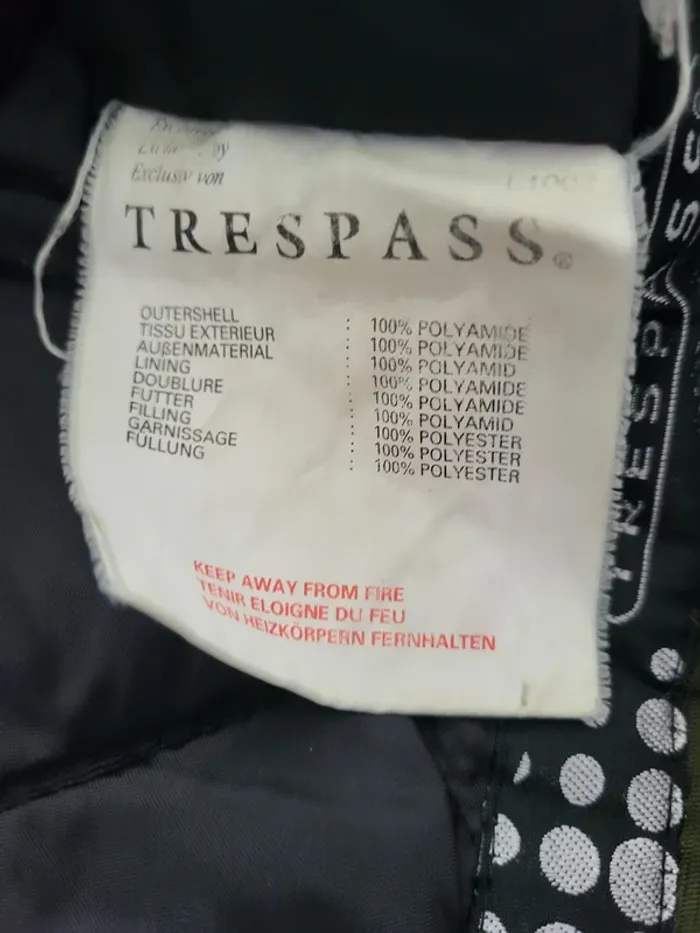 Exclusiv von
TRESPASS®
OUTERSHELL : 100% POLYAMIDE
TISSU EXTERIEUR : 100% POLYAMIDE
AUßENMATERIAL : 100% POLYAMID
LINING : 100% POLYAMIDE
DOUBLURE : 100% POLYAMIDE
FUTTER : 100% POLYAMID
FILLING : 100% POLYESTER
GARNISSAGE : 100% POLYESTER
FÜLLUNG : 100% POLYESTER
KEEP AWAY FROM FIRE
TENIR ELOIGNE DU FEU
VON HEIZKÖRPERN FERNHALTEN
TRESPASS